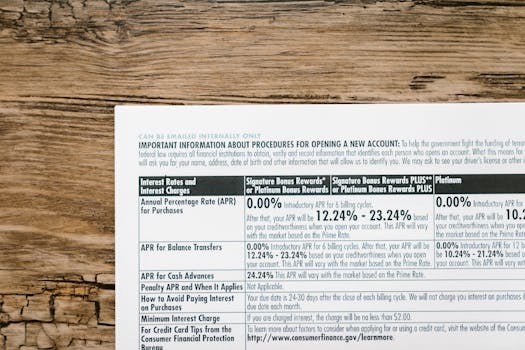 CAN BE EMAILED INTERNALLY ONLY
IMPORTANT INFORMATION ABOUT PROCEDURES FOR OPENING A NEW ACCOUNT: To help the government fight the funding of
federal law requires all financial institutions to obtain, verify and record information that identifies each person who opens an account. What this means for
will ask you for your name, address, date of birth and other information that will allow us to identify you. We may ask to see your driver's license or other
Interest Rates and
Interest Charges
Signature Bonus Rewards*
or Platinum Bonus Rewards
Signature Bonus Rewards PLUS**
or Platinum Bonus Rewards PLUS
Platinum
Annual Percentage Rate (APR)
for Purchases
0.00% Introductory APR for 6 billing cycles.
After that, your APR will be 12.24% - 23.24% based
on your creditworthiness when you open your account. This APR will vary
with the market based on the Prime Rate.
0.00% Introductory APR for 12
After that, your APR will be 10.2
on your creditworthiness when you
with the market based on the Prime
APR for Balance Transfers
0.00% Introductory APR for 6 billing cycles. After that, your APR will be
12.24% - 23.24% based on your creditworthiness when you open
your account. This APR will vary with the market based on the Prime Rate.
0.00% Introductory APR for 12
be 10.24% - 21.24% based on
your account. This APR will vary with
APR for Cash Advances
24.24% This APR will vary with the market based on the Prime Rate.
Penalty APR and When it Applies
Not Applicable.
How to Avoid Paying Interest
on Purchases
Your due date is 24-30 days after the close of each billing cycle. We will not charge you interest on purchases
due date each month.
Minimum Interest Charge
If you are charged interest, the charge will be no less than $2.00.
For Credit Card Tips from the
Consumer Financial Protection
Bureau
To learn more about factors to consider when applying for or using a credit card, visit the website of the
http://www.consumerfinance.gov/learnmore.